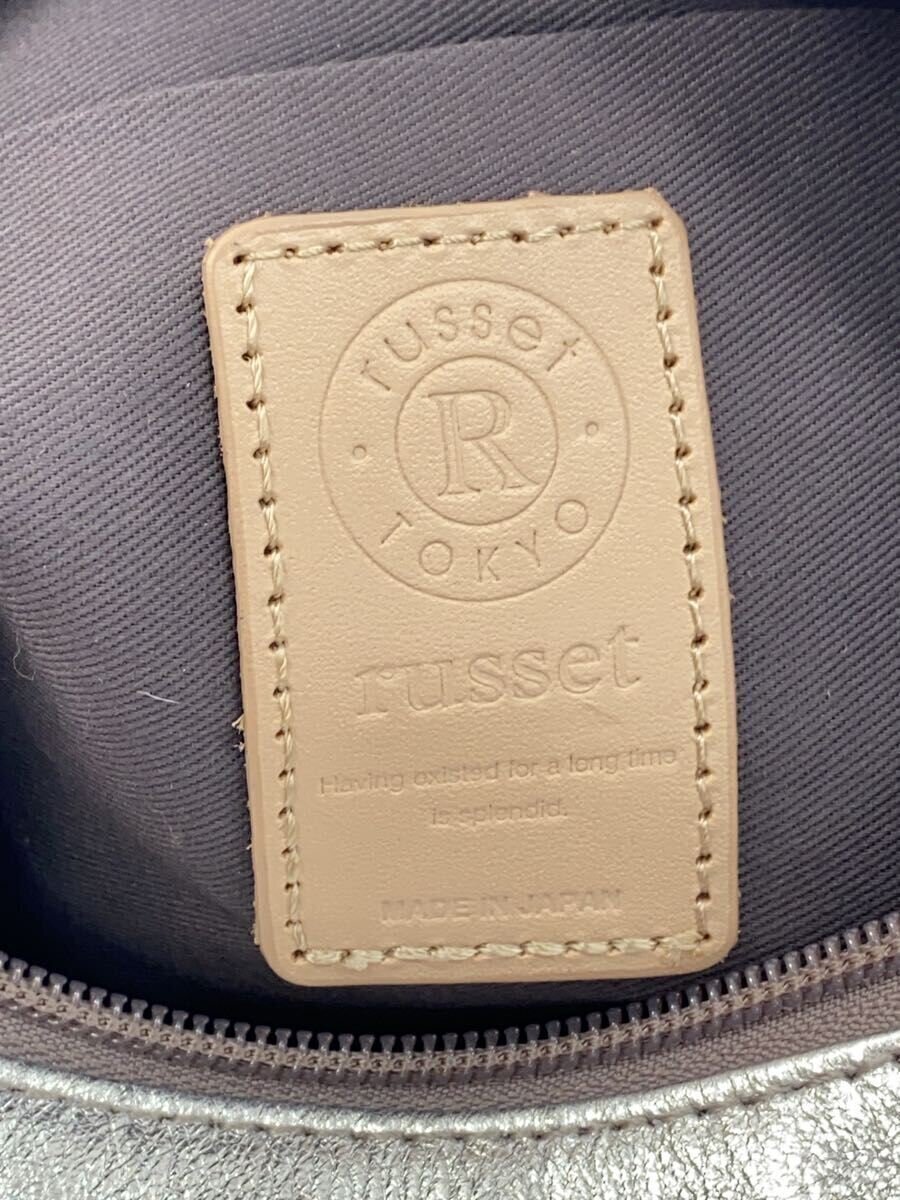 russet
R
TOKYO
russet
Having existed for a long time
is splendid.
MADE IN JAPAN